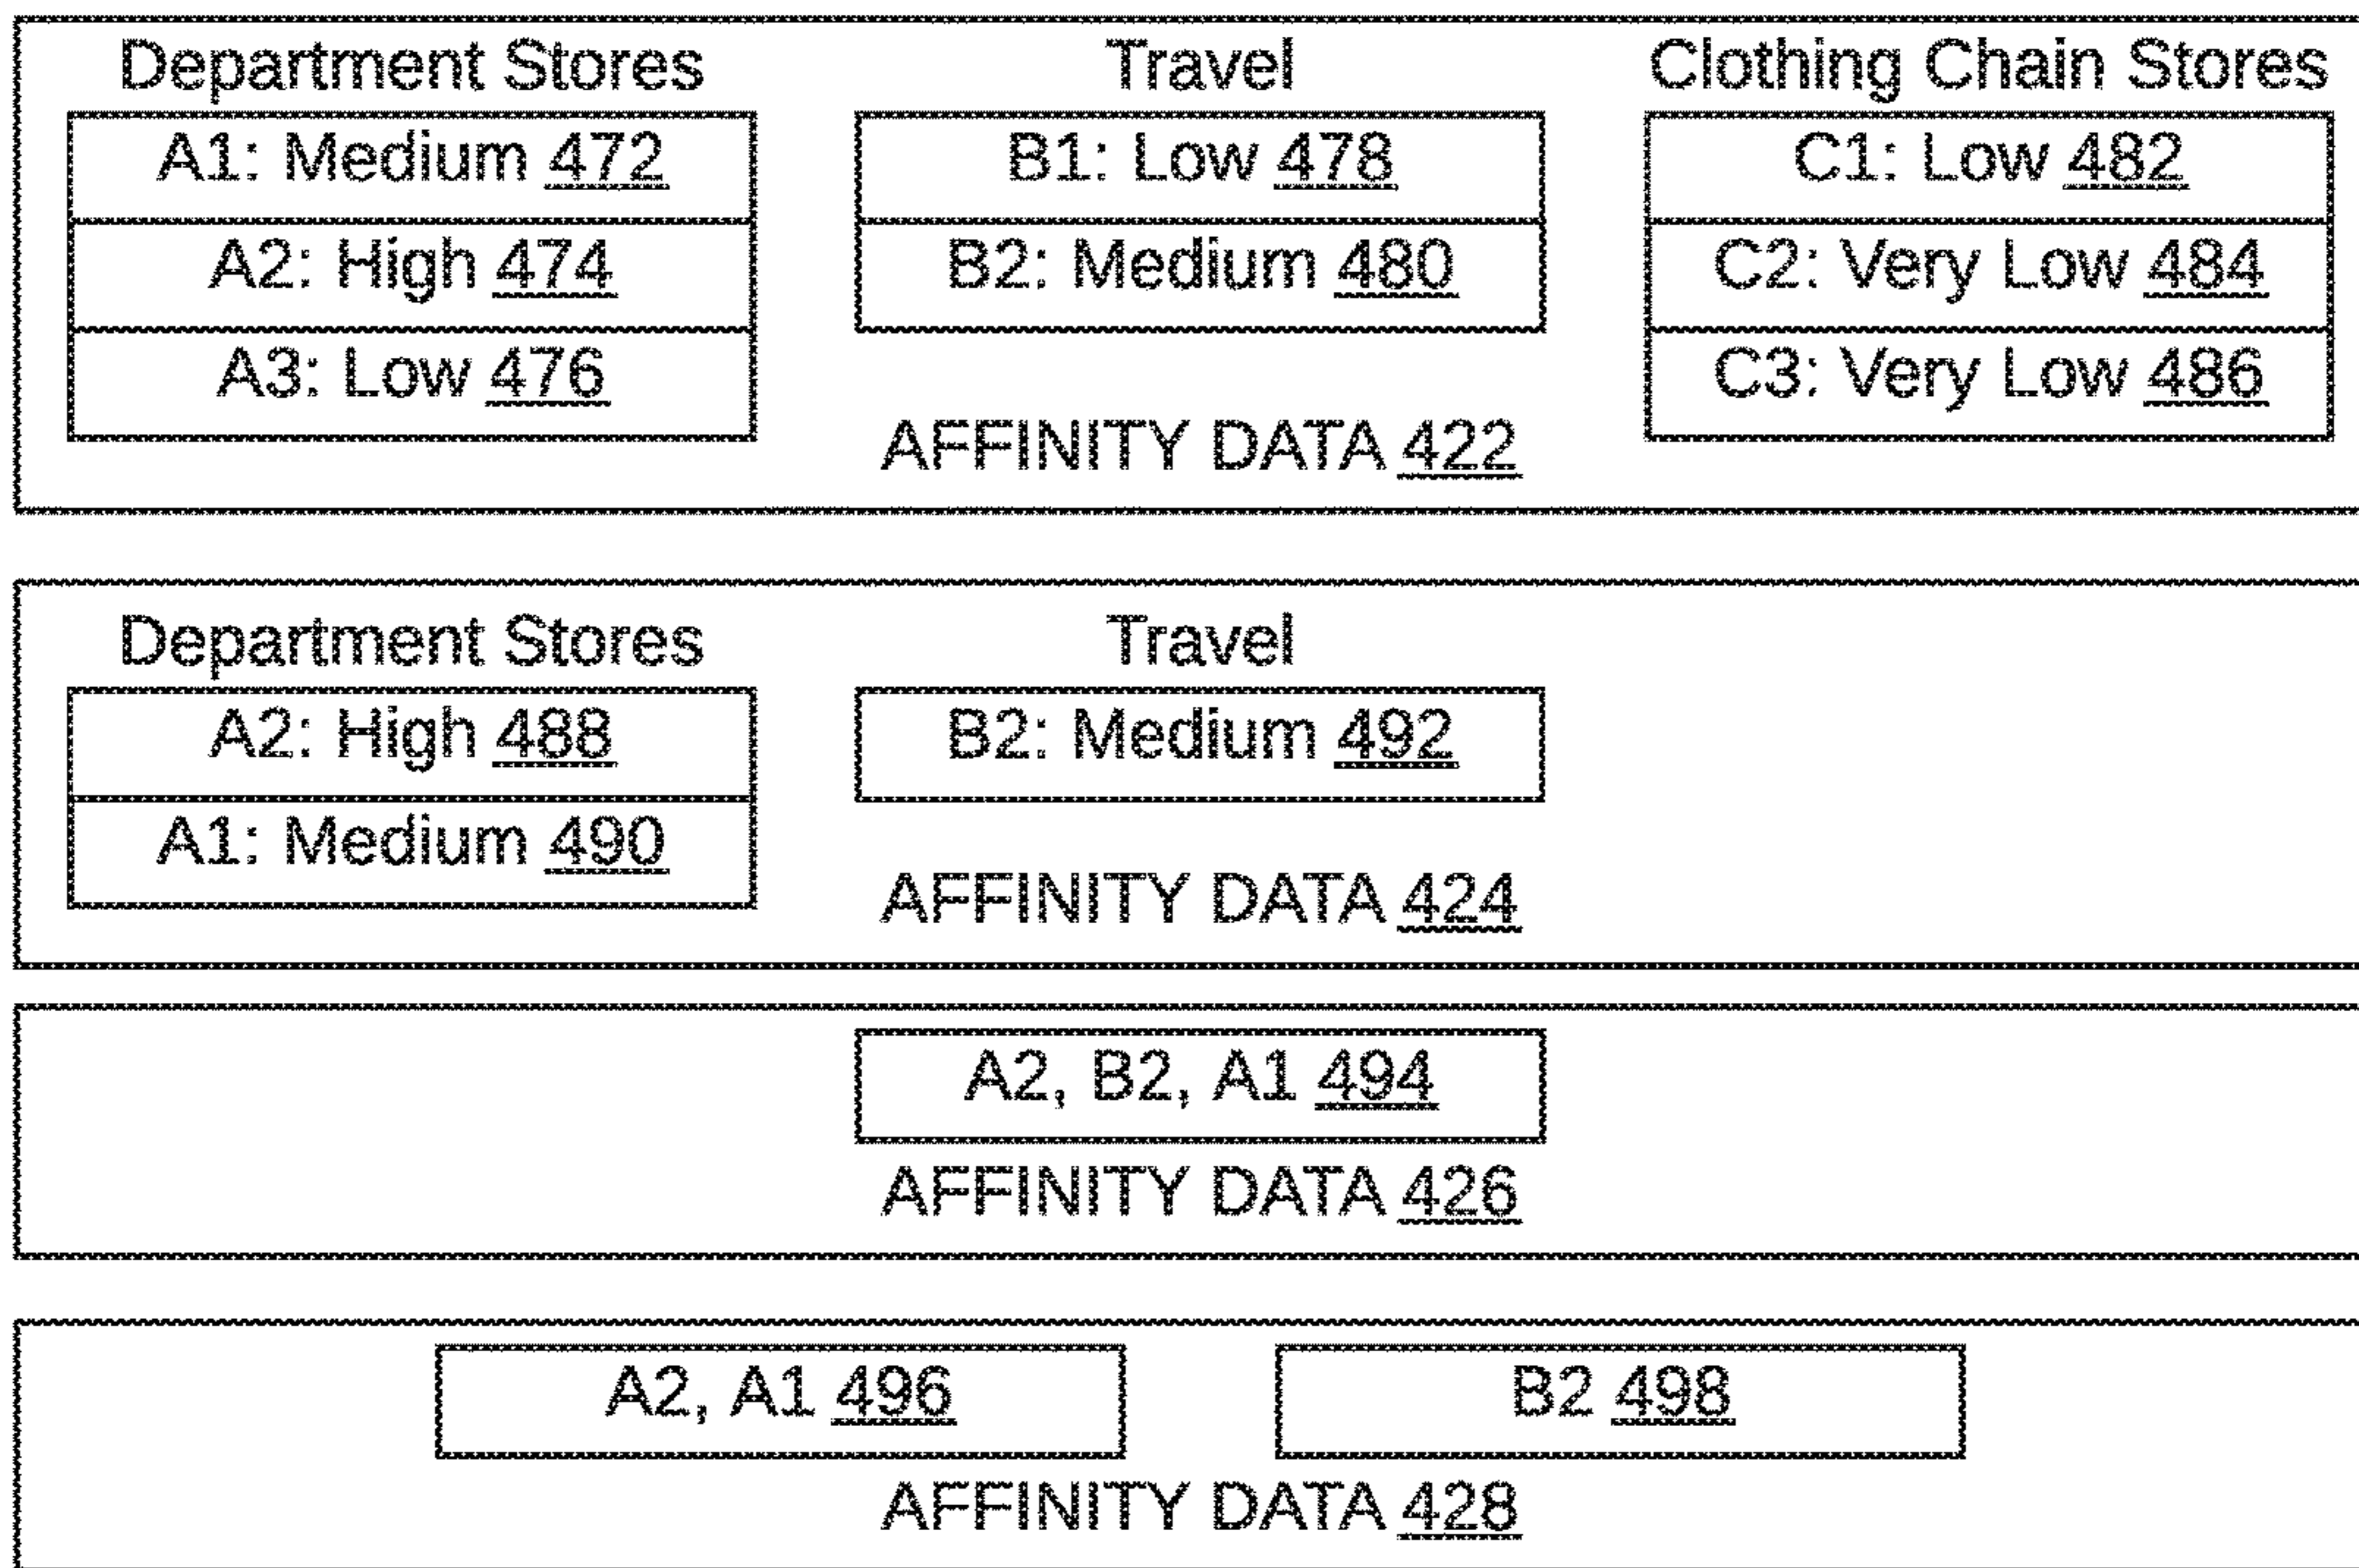 Department Stores Travel Clothing Chain Stores
A1: Medium 472 B1: Low 478 C1: Low 482
A2: High 474 B2: Medium 480 C2: Very Low 484
A3: Low 476 C3: Very Low 486
AFFINITY DATA 422
Department Stores Travel
A2: High 488 B2: Medium 492
A1: Medium 490
AFFINITY DATA 424
A2, B2, A1 494
AFFINITY DATA 426
A2, A1 496 B2 498
AFFINITY DATA 428